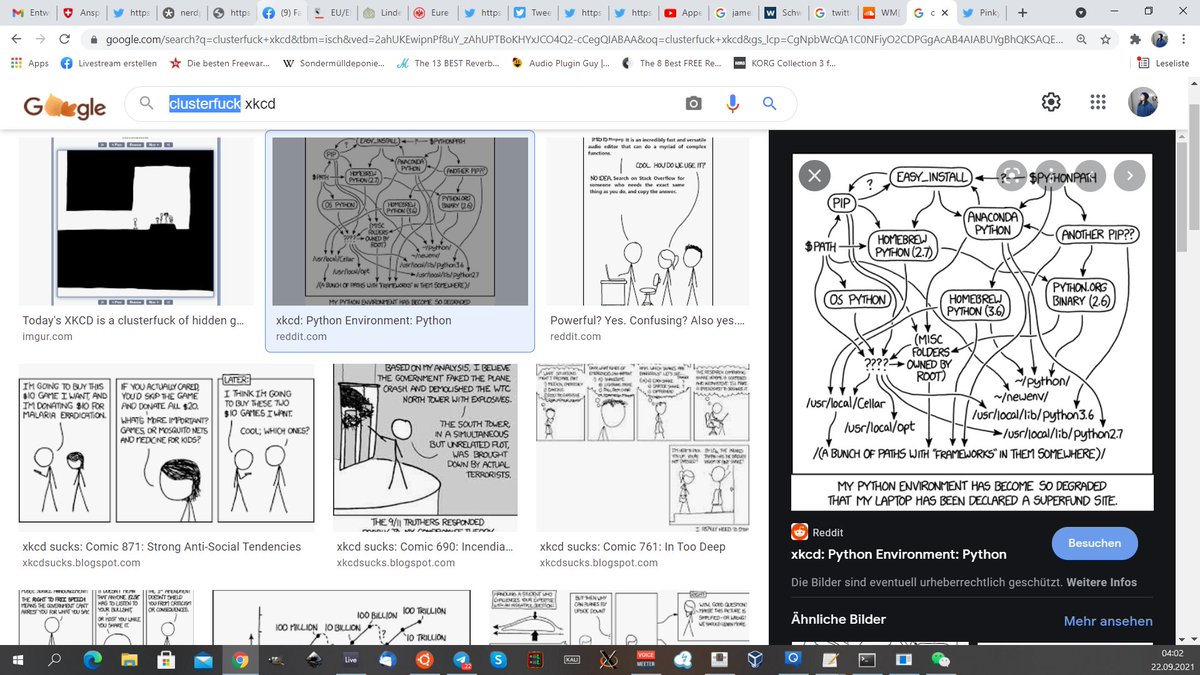 Entw
Ansp
https
nerdy
https
(9) Fa
EU/E
Linde
Eure
https
Twee
https
https
Appe
jame
Schw
twitt
WM(
c
Pinky
google.com/search?q=clusterfuck+xkcd&tbm=isch&ved=2ahUKEwipnPf8uY_zAhUPTBoKHYxJCO4Q2-cCegQIABAA&oq=clusterfuck+xkcd&gs_lcp=CgNpbWcQA1C0NFiyO2CDPGgAcAB4AIABUYgBhQKSAQE...
Apps
Livestream erstellen
Die besten Freewar...
Sondermülldeponie...
The 13 BEST Reverb...
Audio Plugin Guy |...
The 8 Best FREE Re...
KORG Collection 3 f...
Leseliste
Google
clusterfuck xkcd
Today's XKCD is a clusterfuck of hidden g...
imgur.com
EASY_INSTALL
$PYTHONPATH
PIP
?
ANACONDA
PYTHON
ANOTHER PIP??
$PATH
HOMEBREW
PYTHON (2.7)
OS PYTHON
HOMEBREW
PYTHON (3.6)
PYTHON.ORG
BINARY (2.6)
(MISC
FOLDERS
OWNED BY
ROOT)
????
~/python/
~/newenv/
/usr/local/Cellar
/usr/local/opt
/usr/local/lib/python3.6
/usr/local/lib/python2.7
/(A BUNCH OF PATHS WITH "FRAMEWORKS" IN THEM SOMEWHERE)/
MY PYTHON ENVIRONMENT HAS BECOME SO DEGRADED
xkcd: Python Environment: Python
reddit.com
It is an incredibly fast and versatile
audio editor that can do a myriad of complex
functions.
COOL. HOW DO WE USE IT?
NO IDEA. Search on Stack Overflow for
someone who needs the exact same
thing as you, and copy the answer.
Powerful? Yes. Confusing? Also yes....
reddit.com
I'M GOING TO BUY THIS
$10 GAME I WANT, AND
I'M DONATING $10 FOR
MALARIA ERADICATION.
IF YOU ACTUALLY CARED
YOU'D SKIP THE GAME
AND DONATE ALL $20.
WHAT'S MORE IMPORTANT?
GAMES, OR MOSQUITO NETS
AND MEDICINE FOR KIDS?
LATER:
I THINK I'M GOING
TO BUY THESE TWO
$10 GAMES I WANT.
COOL; WHICH ONES?
xkcd sucks: Comic 871: Strong Anti-Social Tendencies
xkcdsucks.blogspot.com
BASED ON MY ANALYSIS, I BELIEVE
THE GOVERNMENT FAKED THE PLANE
CRASH AND DEMOLISHED THE WTC
NORTH TOWER WITH EXPLOSIVES.
THE SOUTH TOWER,
IN A SIMULTANEOUS
BUT UNRELATED PLOT,
WAS BROUGHT
DOWN BY ACTUAL
TERRORISTS.
THE 9/11 TRUTHERS RESPONDED
xkcd sucks: Comic 690: Incendia...
xkcdsucks.blogspot.com
xkcd sucks: Comic 761: In Too Deep
xkcdsucks.blogspot.com
THE RIGHT TO FREE SPEECH
MEANS THE GOVERNMENT CAN'T
ARREST YOU FOR WHAT YOU SAY.
100 MILLION
10 BILLION
100 BILLION
?
100 TRILLION
10 TRILLION
EASY_INSTALL
$PYTHONPATH
?
PIP
ANACONDA
PYTHON
ANOTHER PIP??
$PATH
HOMEBREW
PYTHON (2.7)
OS PYTHON
HOMEBREW
PYTHON (3.6)
PYTHON.ORG
BINARY (2.6)
(MISC
FOLDERS
OWNED BY
ROOT)
????
~/python/
~/newenv/
/usr/local/Cellar
/usr/local/lib/python3.6
/usr/local/opt
/usr/local/lib/python2.7
/(A BUNCH OF PATHS WITH "FRAMEWORKS" IN THEM SOMEWHERE)/
MY PYTHON ENVIRONMENT HAS BECOME SO DEGRADED
THAT MY LAPTOP HAS BEEN DECLARED A SUPERFUND SITE.
Reddit
xkcd: Python Environment: Python
Besuchen
Die Bilder sind eventuell urheberrechtlich geschützt. Weitere Infos
Ähnliche Bilder
Mehr ansehen
Live
KALI
VOICE
MEETER
04:02
22.09.2021